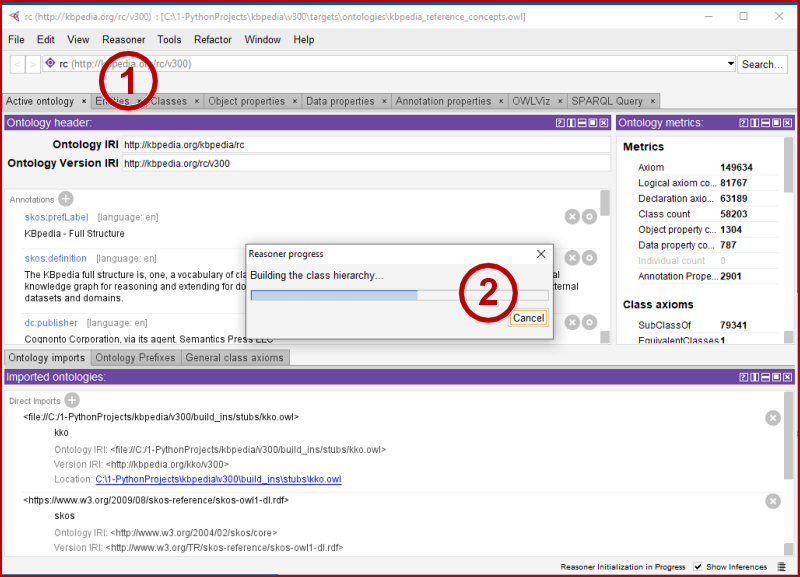 rc (http://kbpedia.org/rc/v300) : [C:\1-PythonProjects\kbpedia\v300\targets\ontologies\kbpedia_reference_concepts.owl]
File Edit View Reasoner Tools Refactor Window Help
< > rc (http://kbpedia.org/rc/v300) Search...
1
Active ontology × Entities × Classes × Object properties × Data properties × Annotation properties × OWLViz × SPARQL Query ×
Ontology header:
Ontology IRI http://kbpedia.org/kbpedia/rc
Ontology Version IRI http://kbpedia.org/rc/v300
Annotations
skos:prefLabel [language: en]
KBpedia - Full Structure
skos:definition [language: en]
The KBpedia full structure is, one, a vocabulary of
knowledge graph for reasoning and extending for
datasets and domains.
dc:publisher [language: en]
Cognonto Corporation, via its agent, Semantics Press LLC
Ontology metrics:
Metrics
Axiom 149634
Logical axiom co... 81767
Declaration axio... 63189
Class count 58203
Object property c... 1304
Data property co... 787
Individual count 0
Annotation Prope... 2901
Class axioms
SubClassOf 79341
EquivalentClasses 1
Reasoner progress
Building the class hierarchy...
2
Cancel
Ontology imports Ontology Prefixes General class axioms
Imported ontologies:
Direct Imports
<file://C:/1-PythonProjects/kbpedia/v300/build_ins/stubs/kko.owl>
kko
Ontology IRI: <file://C:/1-PythonProjects/kbpedia/v300/build_ins/stubs/kko.owl>
Version IRI: <http://kbpedia.org/kko/v300>
Location: C:\1-PythonProjects\kbpedia\v300\build_ins\stubs\kko.owl
<https://www.w3.org/2009/08/skos-reference/skos-owl1-dl.rdf>
skos
Ontology IRI: <http://www.w3.org/2004/02/skos/core>
Version IRI: <http://www.w3.org/TR/skos-reference/skos-owl1-dl.rdf>
Reasoner Initialization in Progress Show Inferences